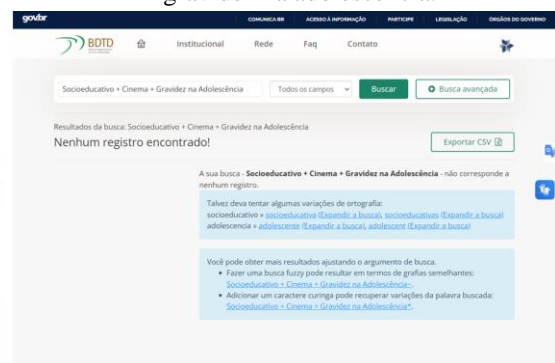 gravidez na adolescência.
gov.br
COMUNICA BR ACESSO À INFORMAÇÃO PARTICIPE LEGISLAÇÃO ÓRGÃOS DO GOVERNO
BDTD Institucional Rede Faq Contato
Socioeducativo + Cinema + Gravidez na Adolescência Todos os campos Buscar Busca avançada
Resultados da busca: Socioeducativo + Cinema + Gravidez na Adolescência
Nenhum registro encontrado! Exportar CSV
A sua busca - Socioeducativo + Cinema + Gravidez na Adolescência - não corresponde a
nenhum registro.
Talvez deva tentar algumas variações de ortografia:
socioeducativo » socioeducativa (Expandir a busca), socioeducativas (Expandir a busca)
adolescencia » adolescente (Expandir a busca), adolescent (Expandir a busca)
Você pode obter mais resultados ajustando o argumento de busca.
• Fazer uma busca fuzzy pode resultar em termos de grafias semelhantes:
Socioeducativo + Cinema + Gravidez na Adolescência~.
• Adicionar um caractere curinga pode recuperar variações da palavra buscada:
Socioeducativo + Cinema + Gravidez na Adolescência*.